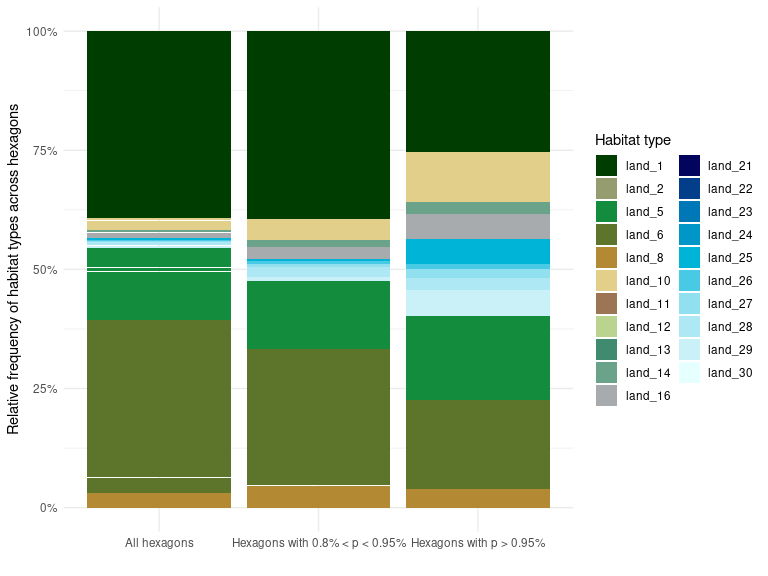 Relative frequency of habitat types across hexagons
100%
75%
50%
25%
0%
All hexagons
Hexagons with 0.8% < p < 0.95%
Hexagons with p > 0.95%
Habitat type
land_1
land_2
land_5
land_6
land_8
land_10
land_11
land_12
land_13
land_14
land_16
land_21
land_22
land_23
land_24
land_25
land_26
land_27
land_28
land_29
land_30